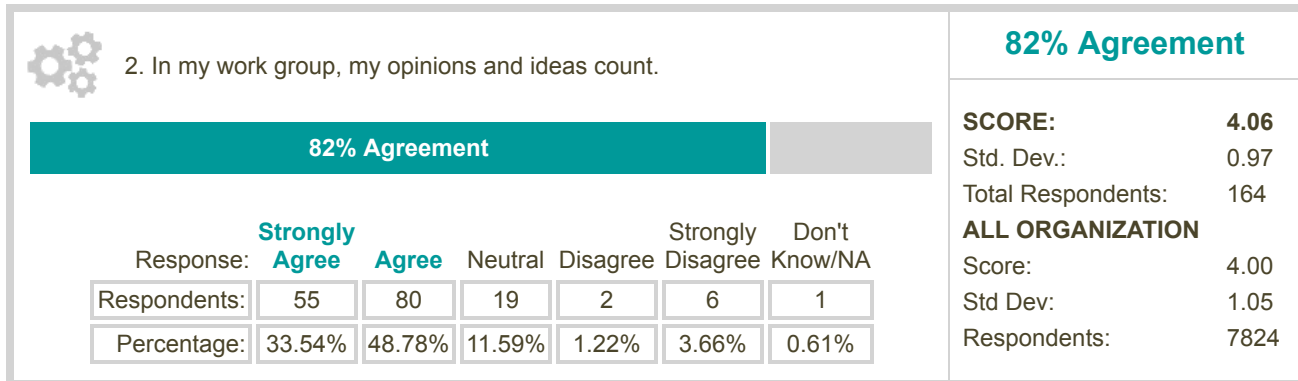 2. In my work group, my opinions and ideas count.
82% Agreement
Response: Strongly Agree Agree Neutral Disagree Strongly Disagree Don't Know/NA
Respondents: 55 80 19 2 6 1
Percentage: 33.54% 48.78% 11.59% 1.22% 3.66% 0.61%
82% Agreement
SCORE: 4.06
Std. Dev.: 0.97
Total Respondents: 164
ALL ORGANIZATION
Score: 4.00
Std Dev: 1.05
Respondents: 7824